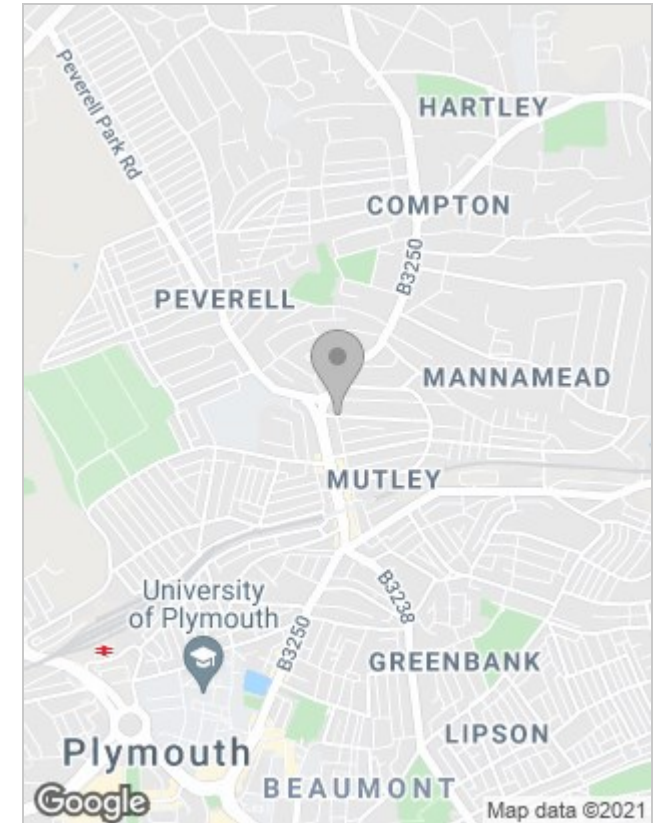 Peverell Park Rd
HARTLEY
COMPTON
B3250
PEVERELL
MANNAMEAD
MUTLEY
University
of Plymouth
B3238
B3250
GREENBANK
LIPSON
Plymouth
BEAUMONT
Google
Map data ©2021